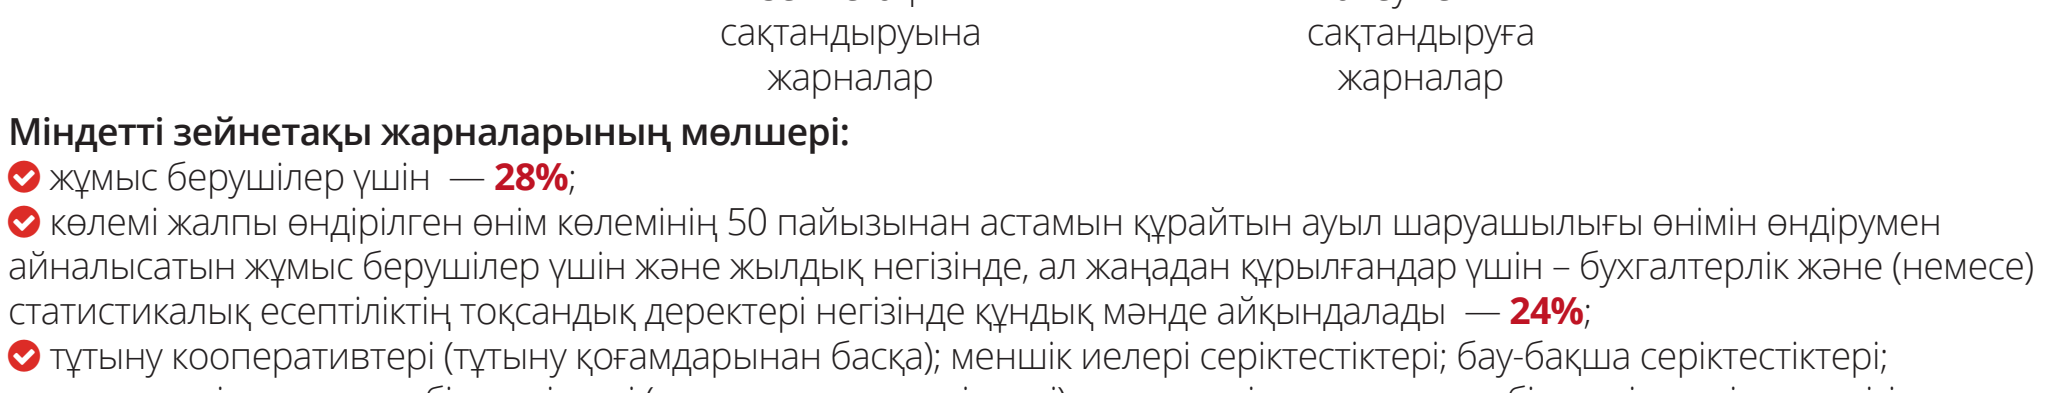 сақтандыруына
сақтандыруға
жарналар
жарналар
Міндетті зейнетақы жарналарының мөлшері:
жұмыс берушілер үшін — 28%;
көлемі жалпы өндірілген өнім көлемінің 50 пайызынан астамын құрайтын ауыл шаруашылығы өнімін өндірумен
айналысатын жұмыс берушілер үшін және жылдық негізінде, ал жаңадан құрылғандар үшін – бухгалтерлік және (немесе)
статистикалық есептіліктің тоқсандық деректері негізінде құндық мәнде айқындалады — 24%;
тұтыну кооперативтері (тұтыну қоғамдарынан басқа); меншік иелері серіктестіктері; бау-бақша серіктестіктері;